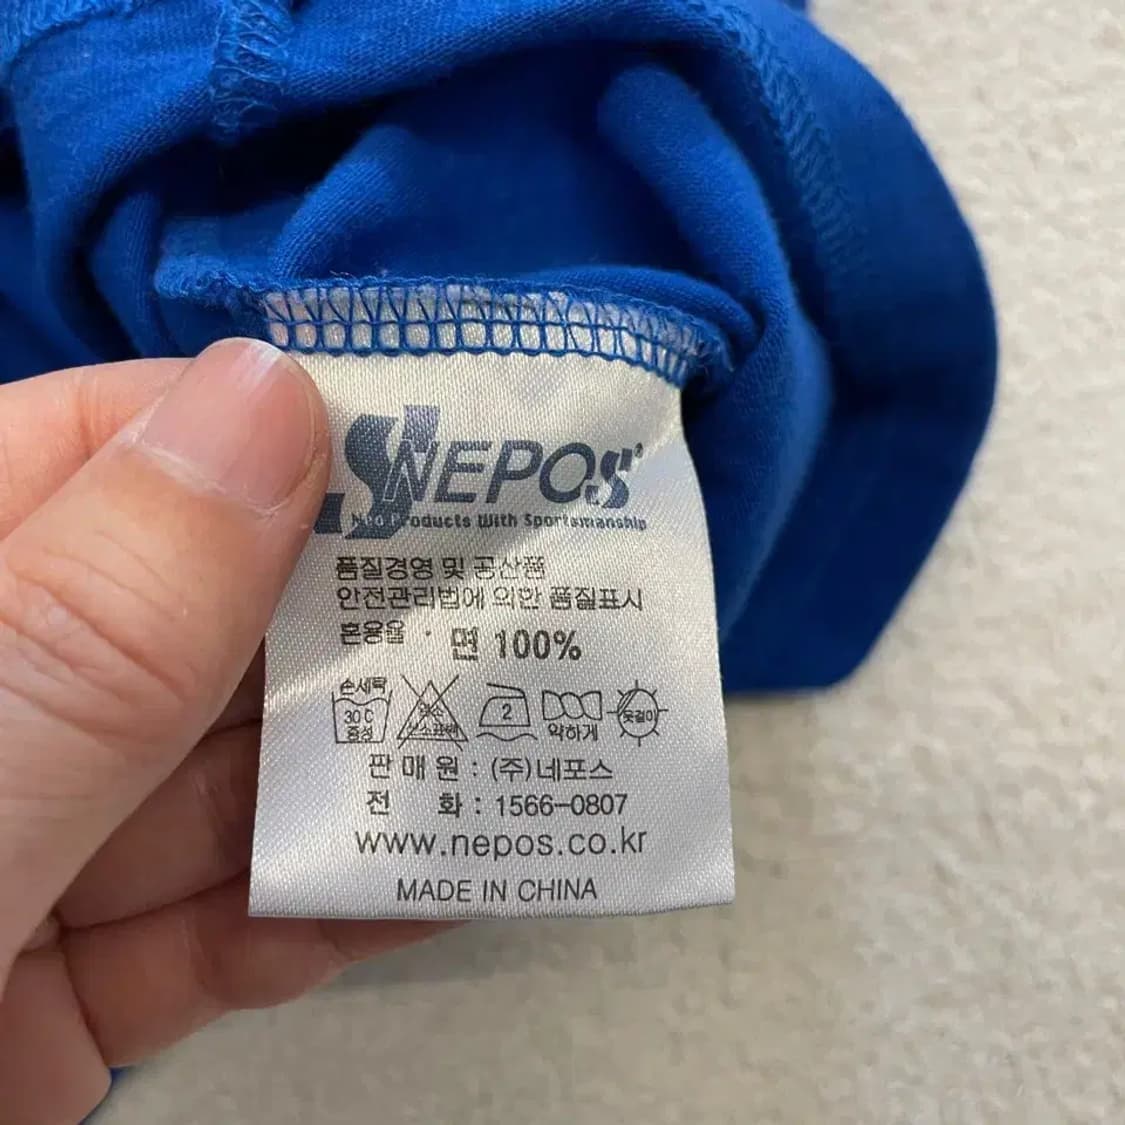 NEPOS
Products With Sportsmanship
품질경영 및 공산품
안전관리법에 의한 품질표시
혼용율 · 면 100%
손세탁
30 C
중성
2
약하게
옷걸이
판 매 원 : (주)네포스
전 화 : 1566-0807
www.nepos.co.kr
MADE IN CHINA